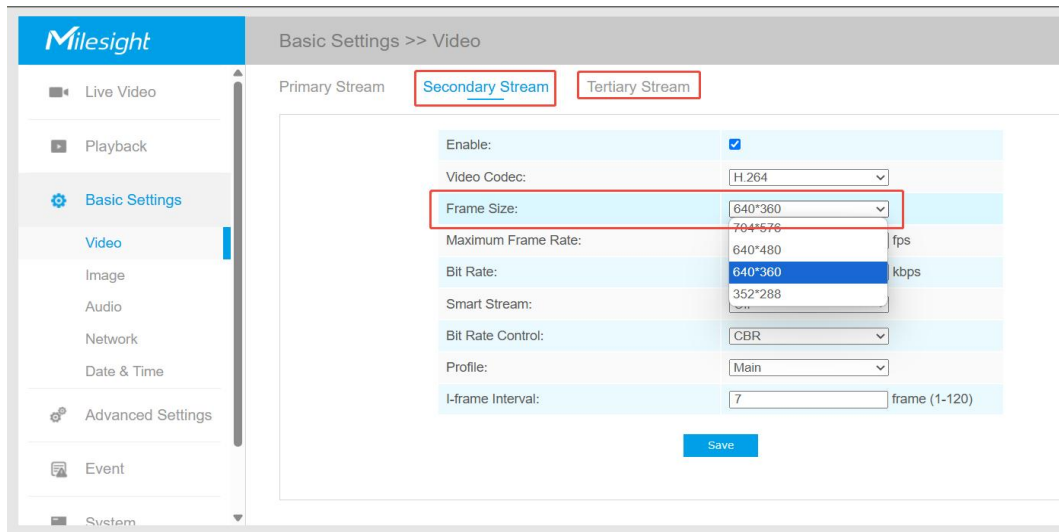 Milesight
Basic Settings >> Video
Live Video
Playback
Basic Settings
Video
Image
Audio
Network
Date & Time
Advanced Settings
Event
System
Primary Stream Secondary Stream Tertiary Stream
Enable:
Video Codec: H.264
Frame Size: 640*360
704*576
Maximum Frame Rate: fps
640*480
Bit Rate: kbps
640*360
352*288
Smart Stream:
Bit Rate Control: CBR
Profile: Main
I-frame Interval: 7 frame (1-120)
Save